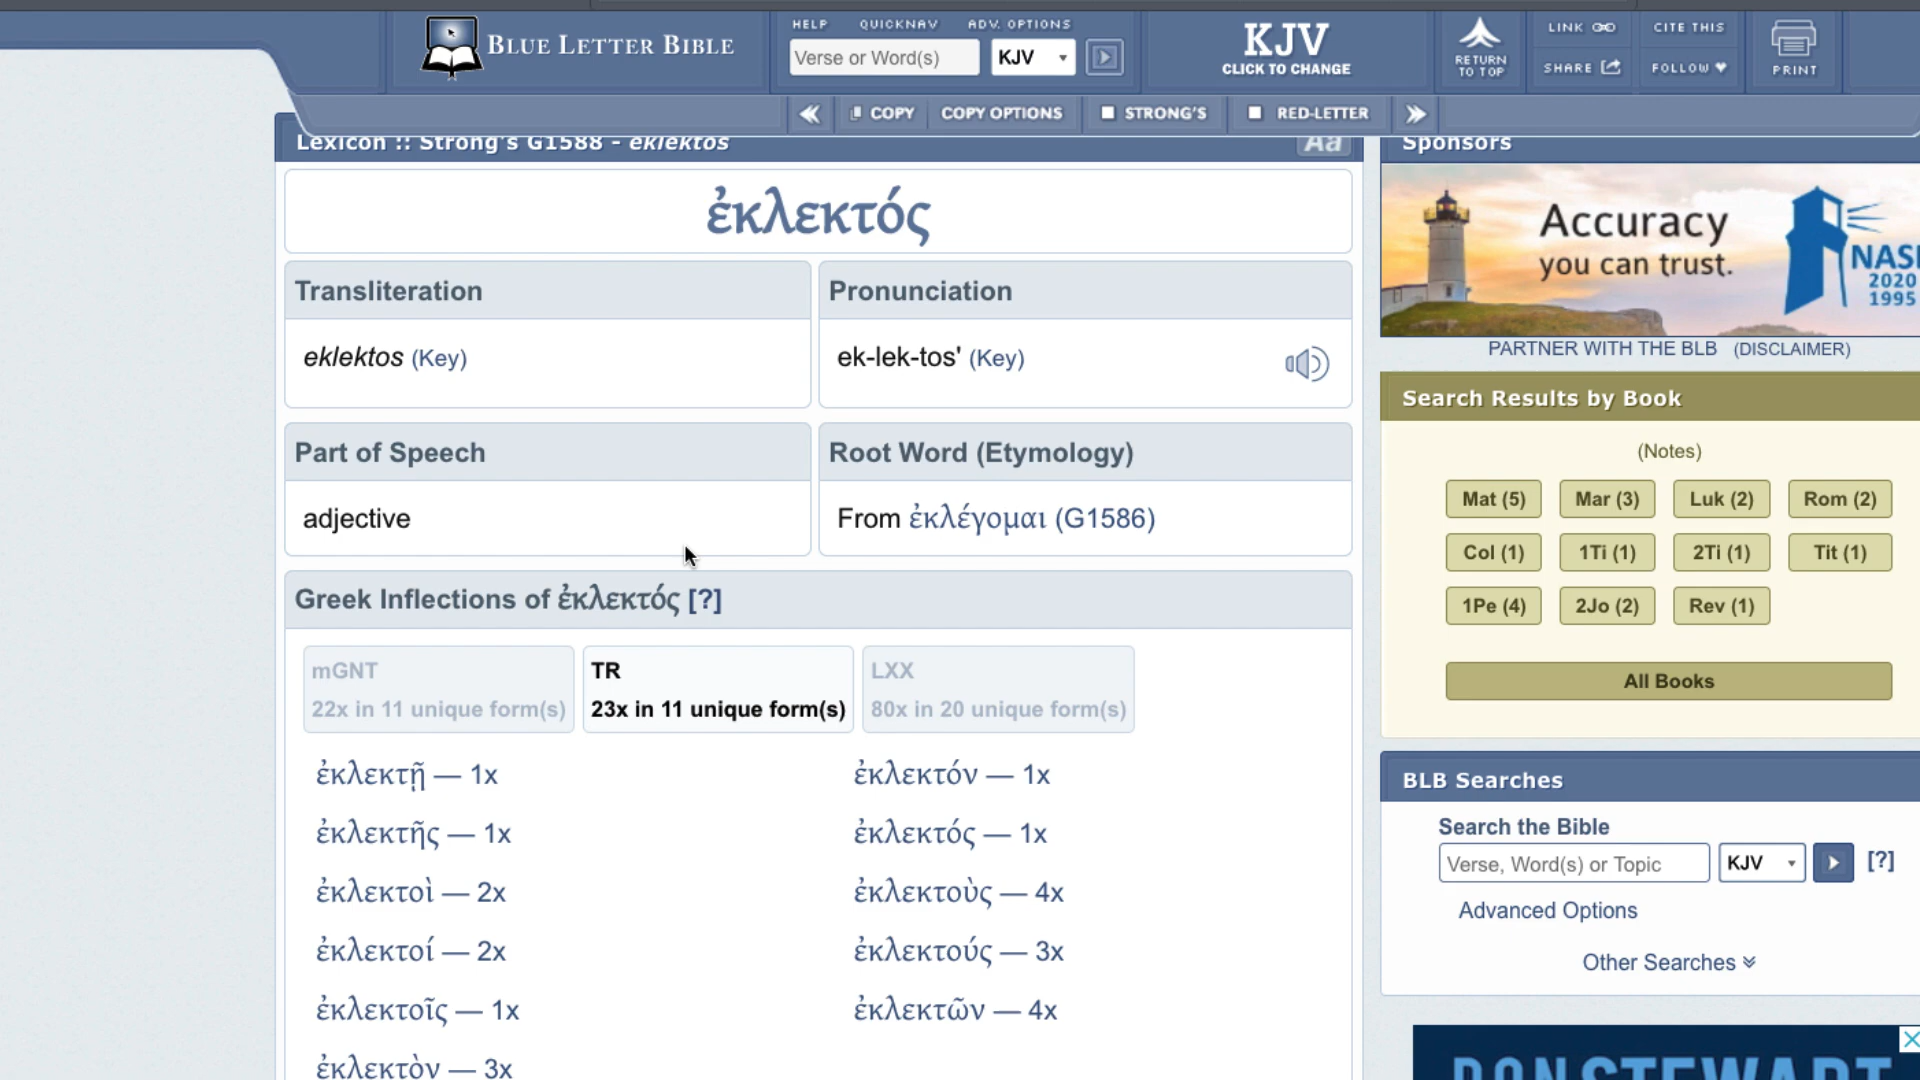 HELP QUICKNAV ADV. OPTIONS
BLUE LETTER BIBLE
Verse or Word(s)
KJV
KJV
CLICK TO CHANGE
RETURN
TO TOP
LINK
SHARE
CITE THIS
FOLLOW
PRINT
COPY
COPY OPTIONS
STRONG'S
RED-LETTER
Lexicon :: Strong's G1588 - eklektos
Aa
ἐκλεκτός
Transliteration
eklektos (Key)
Pronunciation
ek-lek-tos' (Key)
Part of Speech
adjective
Root Word (Etymology)
From ἐκλέγομαι (G1586)
Greek Inflections of ἐκλεκτός [?]
mGNT
22x in 11 unique form(s)
TR
23x in 11 unique form(s)
LXX
80x in 20 unique form(s)
ἐκλεκτῇ — 1x
ἐκλεκτῆς — 1x
ἐκλεκτοὶ — 2x
ἐκλεκτοί — 2x
ἐκλεκτοῖς — 1x
ἐκλεκτὸν — 3x
ἐκλεκτόν — 1x
ἐκλεκτός — 1x
ἐκλεκτοὺς — 4x
ἐκλεκτούς — 3x
ἐκλεκτῶν — 4x
Sponsors
Accuracy
you can trust.
2020
1995
PARTNER WITH THE BLB (DISCLAIMER)
Search Results by Book
(Notes)
Mat (5) Mar (3) Luk (2) Rom (2)
Col (1) 1Ti (1) 2Ti (1) Tit (1)
1Pe (4) 2Jo (2) Rev (1)
All Books
BLB Searches
Search the Bible
Verse, Word(s) or Topic
KJV
[?]
Advanced Options
Other Searches
DON STEWART